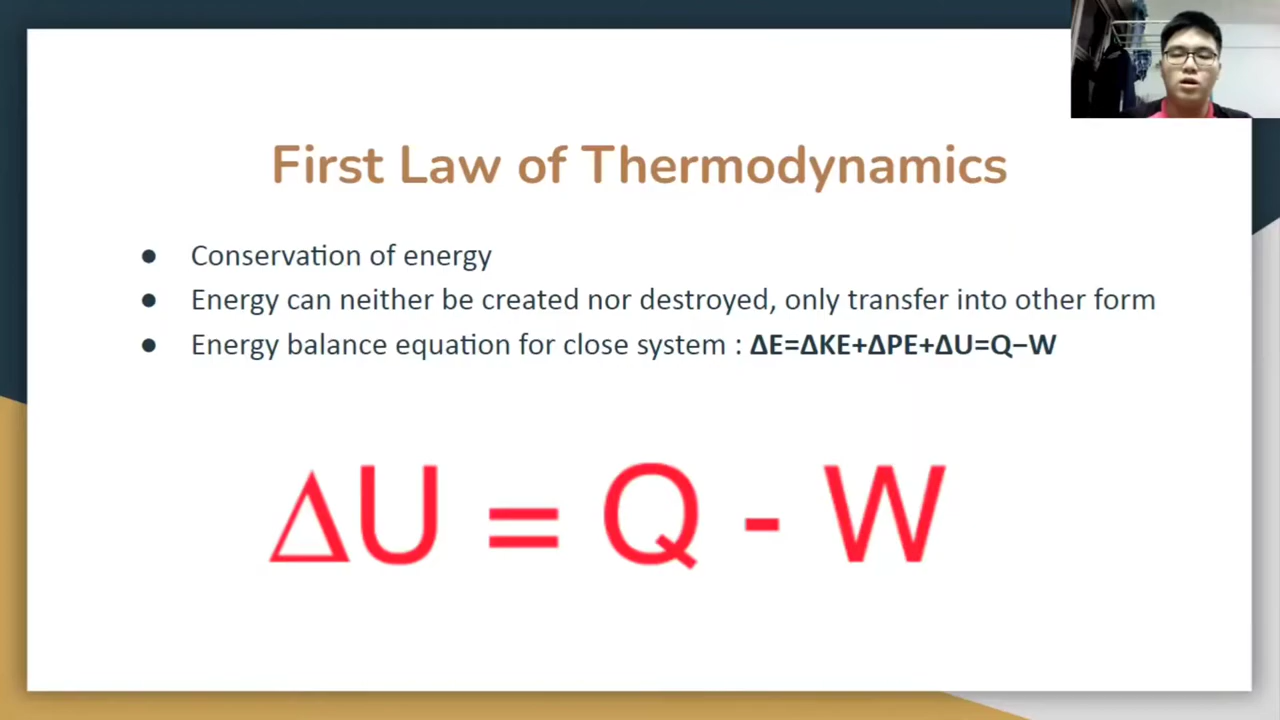 First Law of Thermodynamics
● Conservation of energy
● Energy can neither be created nor destroyed, only transfer into other form
● Energy balance equation for close system : ΔE=ΔKE+ΔPE+ΔU=Q−W
ΔU = Q - W